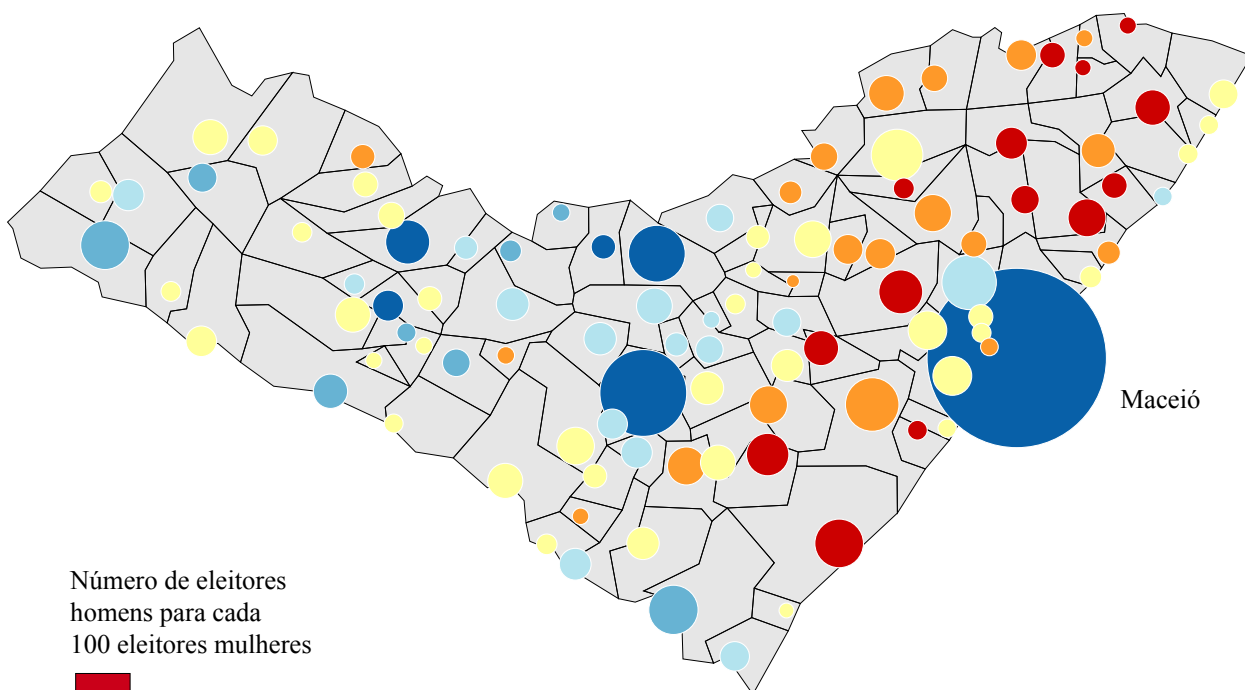 Maceió
Número de eleitores
homens para cada
100 eleitores mulheres